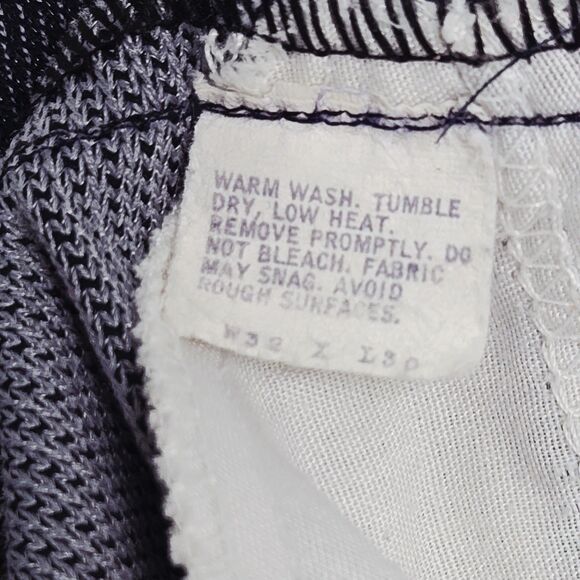 WARM WASH. TUMBLE
DRY, LOW HEAT.
REMOVE PROMPTLY. DO
NOT BLEACH. FABRIC
MAY SNAG. AVOID
ROUGH SURFACES.
W32 X L30